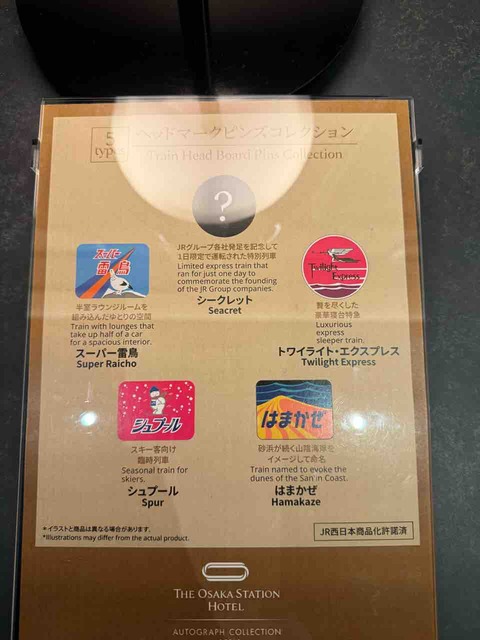 5 types
ヘッドマークピンズコレクション
Train Head Board Pins Collection
?
JRグループ各社発足を記念して
1日限定で運転された特別列車
Limited express train that
ran for just one day to
commemorate the founding
of the JR Group companies.
シークレット
Seacret
スーパー
雷鳥
半室ラウンジルームを
組み込んだゆとりの空間
Train with lounges that
take up half of a car
for a spacious interior.
スーパー雷鳥
Super Raicho
Twilight
Express
贅を尽くした
豪華寝台特急
Luxurious
express
sleeper train.
トワイライト・エクスプレス
Twilight Express
シュプール
スキー客向け
臨時列車
Seasonal train for
skiers.
シュプール
Spur
はまかぜ
砂浜が続く山陰海岸を
イメージして命名
Train named to evoke the
dunes of the San'in Coast.
はまかぜ
Hamakaze
*イラストと商品は異なる場合があります。
*Illustrations may differ from the actual product.
JR西日本商品化許諾済
THE OSAKA STATION
HOTEL
AUTOGRAPH COLLECTION